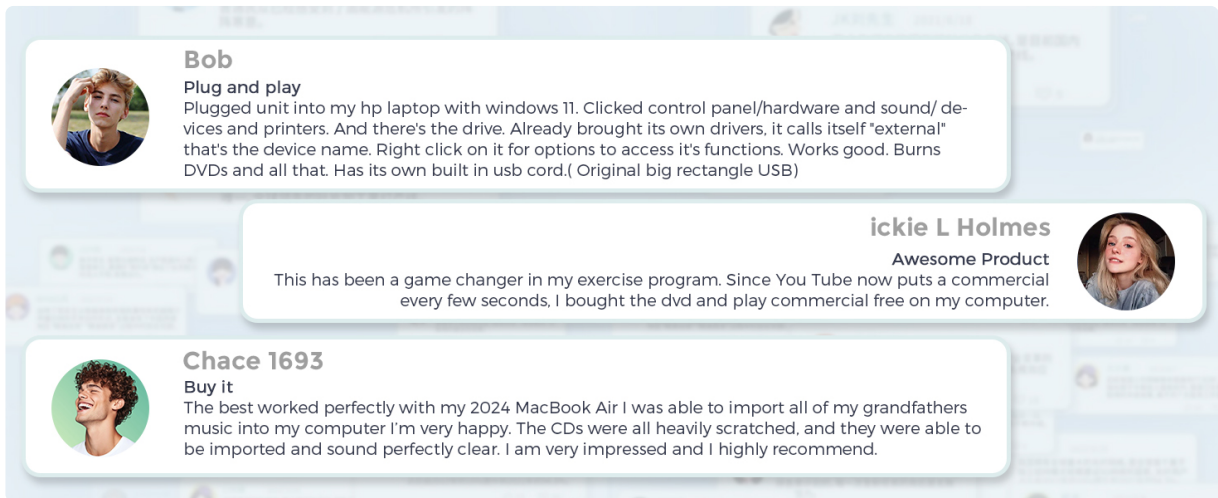 Bob
Plug and play
Plugged unit into my hp laptop with windows 11. Clicked control panel/hardware and sound/ de-
vices and printers. And there's the drive. Already brought its own drivers, it calls itself "external"
that's the device name. Right click on it for options to access it's functions. Works good. Burns
DVDs and all that. Has its own built in usb cord.( Original big rectangle USB)
ickie L Holmes
Awesome Product
This has been a game changer in my exercise program. Since You Tube now puts a commercial
every few seconds, I bought the dvd and play commercial free on my computer.
Chace 1693
Buy it
The best worked perfectly with my 2024 MacBook Air I was able to import all of my grandfathers
music into my computer I’m very happy. The CDs were all heavily scratched, and they were able to
be imported and sound perfectly clear. I am very impressed and I highly recommend.